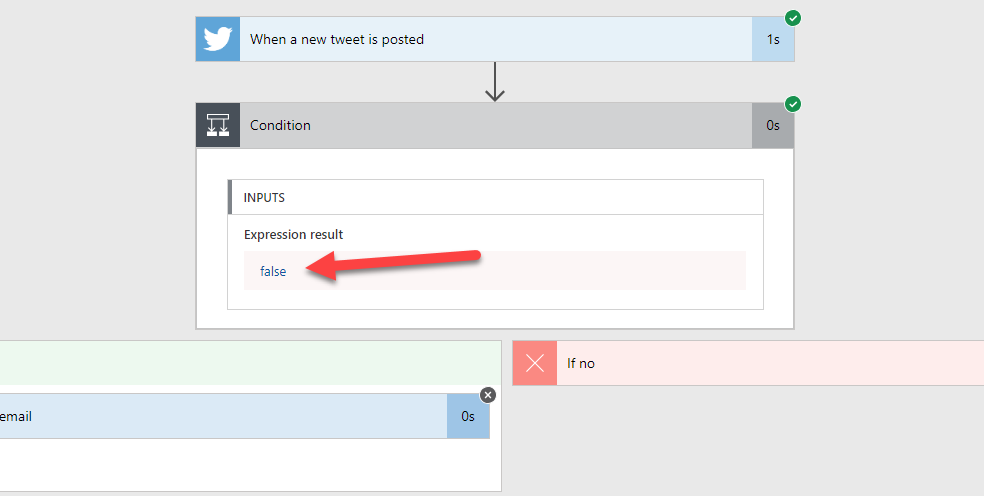 When a new tweet is posted
1s
Condition
0s
INPUTS
Expression result
false
If no
email
0s